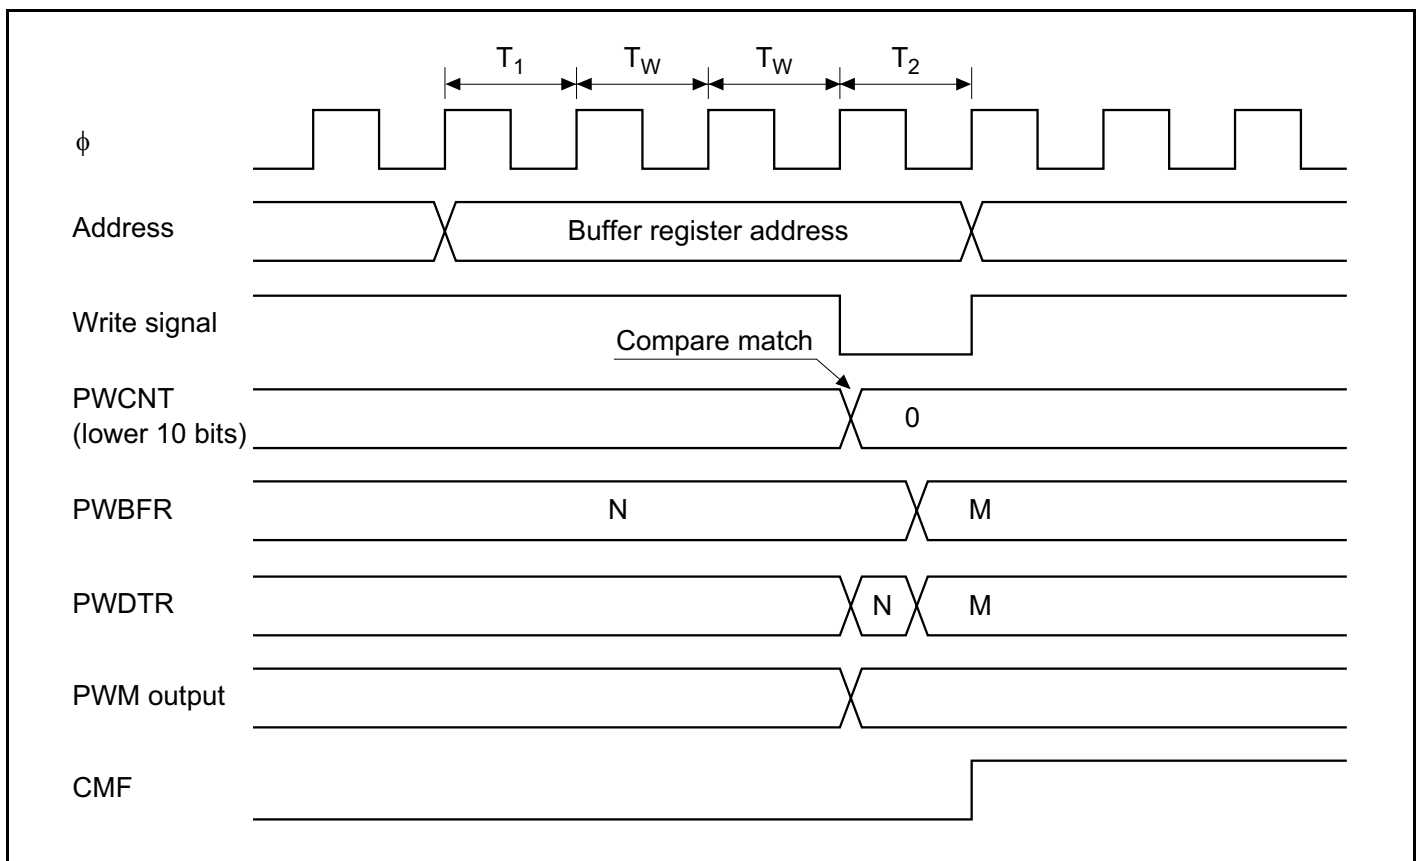 T1 TW TW T2
ϕ
Address Buffer register address
Write signal
Compare match
PWCNT
(lower 10 bits) 0
PWBFR N M
PWDTR N M
PWM output
CMF